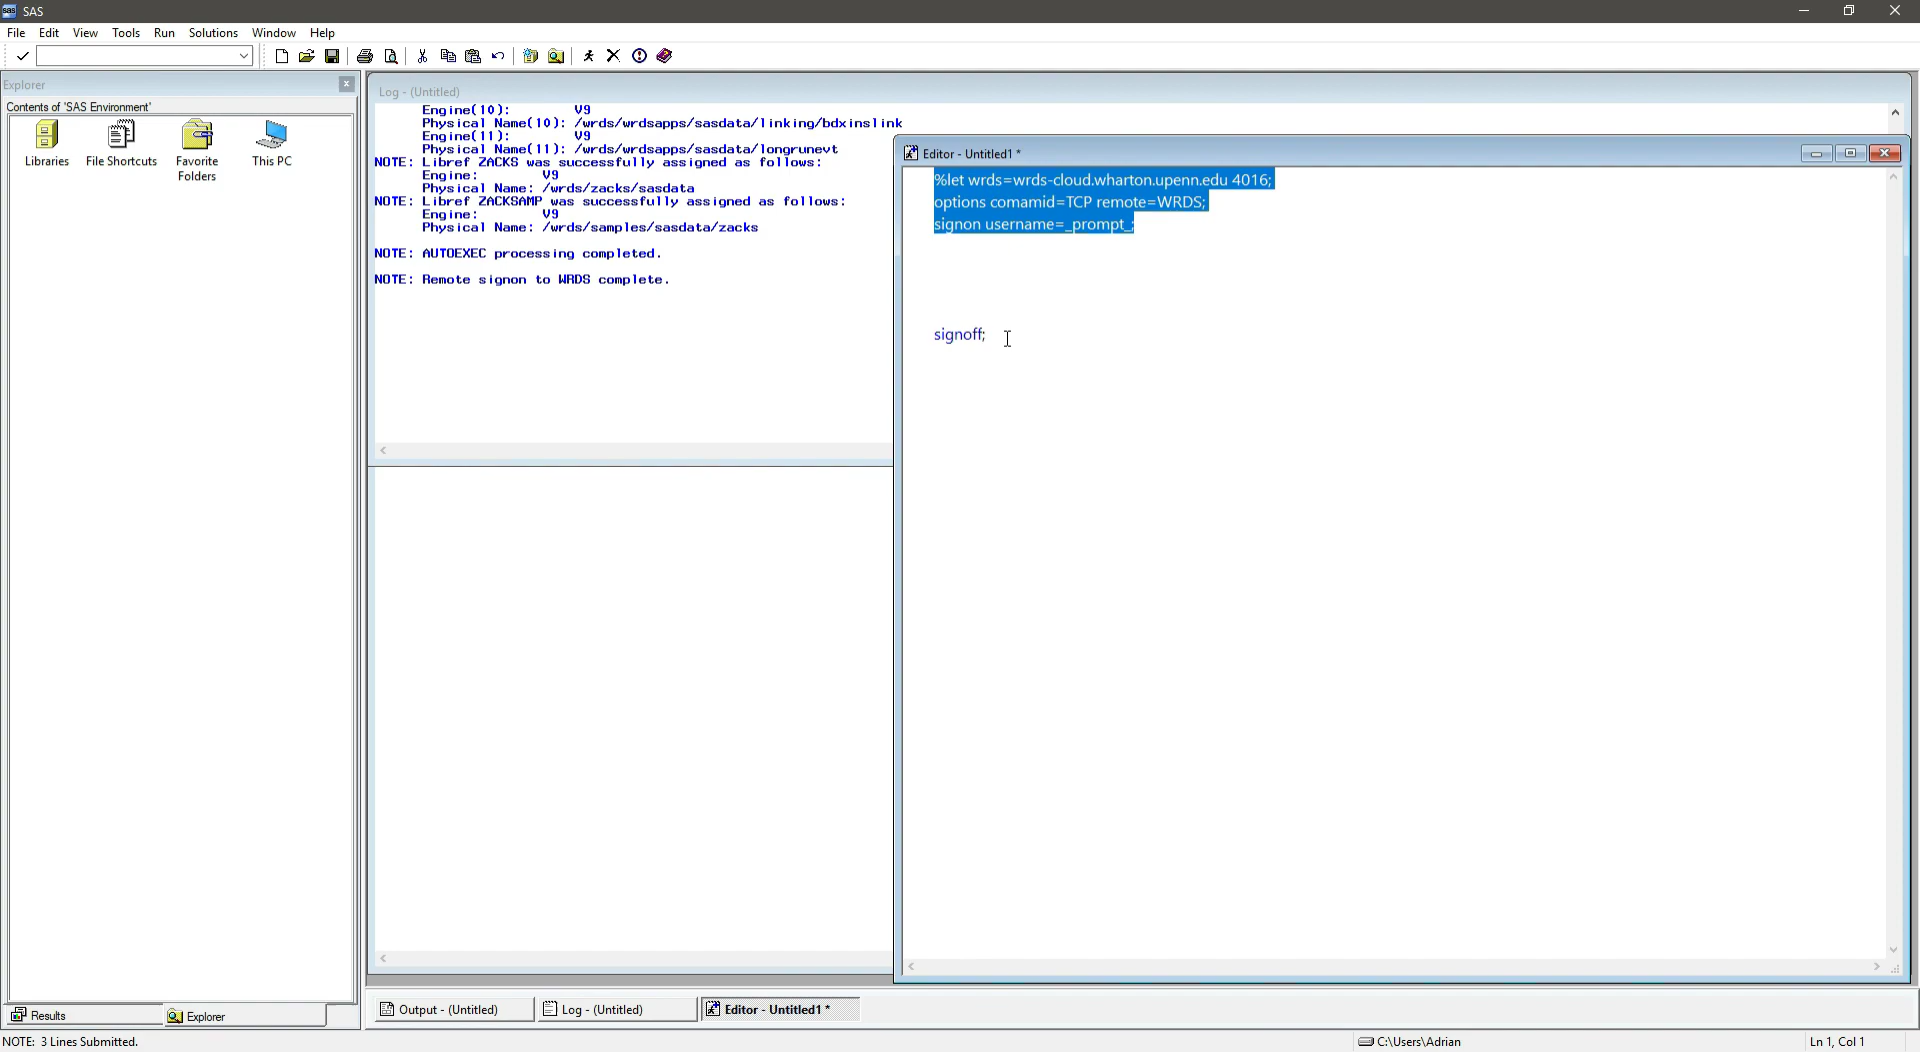 SAS
File Edit View Tools Run Solutions Window Help
Explorer
Contents of 'SAS Environment'
Libraries File Shortcuts Favorite Folders This PC
Log - (Untitled)
Engine(10): V9
Physical Name(10): /wrds/wrdsapps/sasdata/linking/bdxinslink
Engine(11): V9
Physical Name(11): /wrds/wrdsapps/sasdata/longrunevt
NOTE: Libref ZACKS was successfully assigned as follows:
Engine: V9
Physical Name: /wrds/zacks/sasdata
NOTE: Libref ZACKSAMP was successfully assigned as follows:
Engine: V9
Physical Name: /wrds/samples/sasdata/zacks
NOTE: AUTOEXEC processing completed.
NOTE: Remote signon to WRDS complete.
Editor - Untitled1 *
%let wrds=wrds-cloud.wharton.upenn.edu 4016;
options comamid=TCP remote=WRDS;
signon username=_prompt_;
signoff;
Results Explorer
Output - (Untitled) Log - (Untitled) Editor - Untitled1 *
NOTE: 3 Lines Submitted. C:\Users\Adrian Ln 1, Col 1